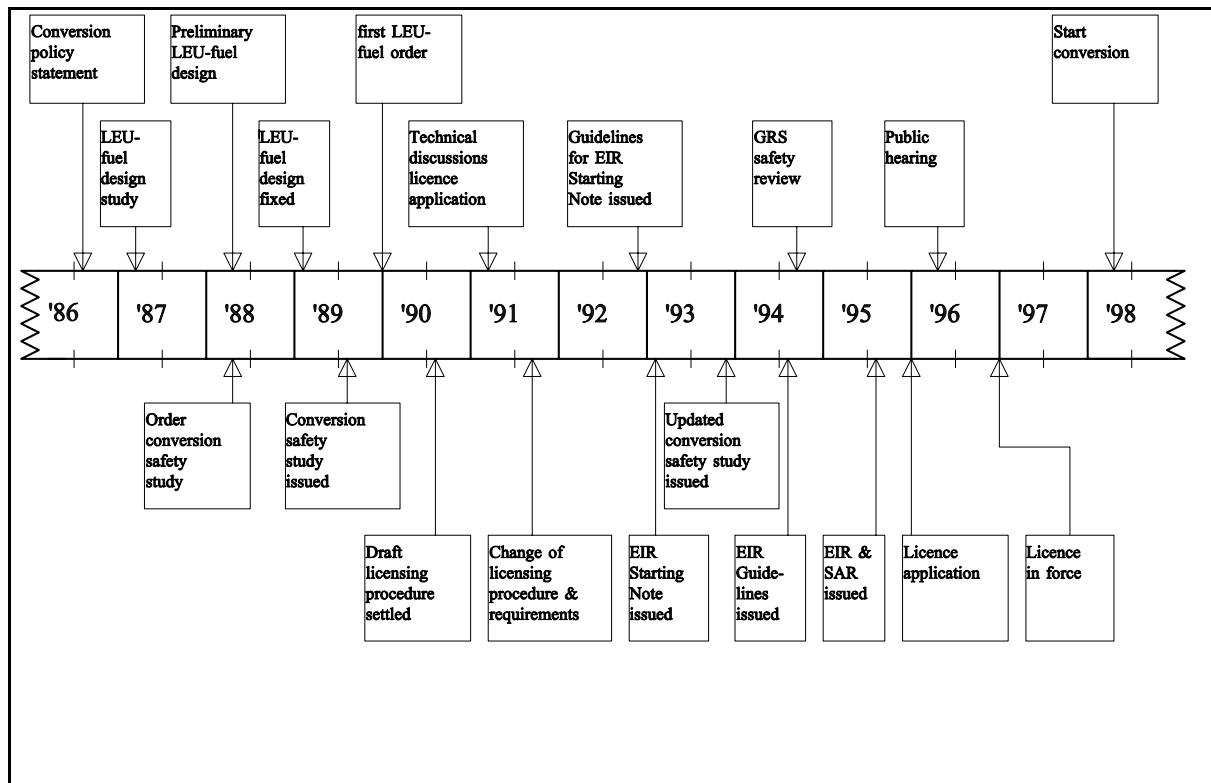 Conversion
policy
statement
Preliminary
LEU-fuel
design
first LEU-
fuel order
Start
conversion
LEU-
fuel
design
study
LEU-
fuel
design
fixed
Technical
discussions
licence
application
Guidelines
for EIR
Starting
Note issued
GRS
safety
review
Public
hearing
'86 '87 '88 '89 '90 '91 '92 '93 '94 '95 '96 '97 '98
Order
conversion
safety
study
Conversion
safety
study
issued
Updated
conversion
safety study
issued
Draft
licensing
procedure
settled
Change of
licensing
procedure &
requirements
EIR
Starting
Note
issued
EIR
Guide-
lines
issued
EIR &
SAR
issued
Licence
application
Licence
in force